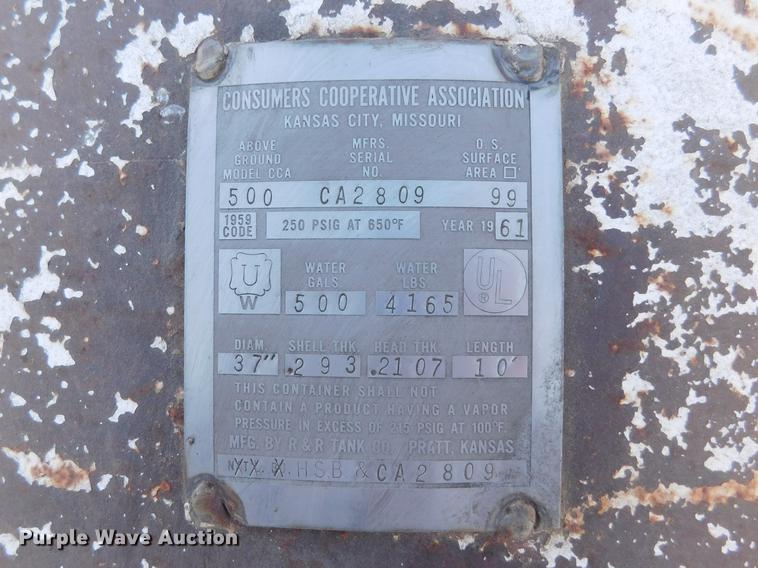 CONSUMERS COOPERATIVE ASSOCIATION
KANSAS CITY, MISSOURI
ABOVE GROUND MODEL CCA MFRS. SERIAL NO. O.S. SURFACE AREA □'
500 CA2809 99
1959 CODE 250 PSIG AT 650°F YEAR 19 61
U W WATER GALS. 500 WATER LBS 4165 UL ®
DIAM. SHELL THK. HEAD THK. LENGTH
37" .293 .2107 10'
THIS CONTAINER SHALL NOT
CONTAIN A PRODUCT HAVING A VAPOR
PRESSURE IN EXCESS OF 215 PSIG AT 100°F.
MFG. BY R & R TANK CO. PRATT, KANSAS
HSB & CA2809
Purple Wave Auction